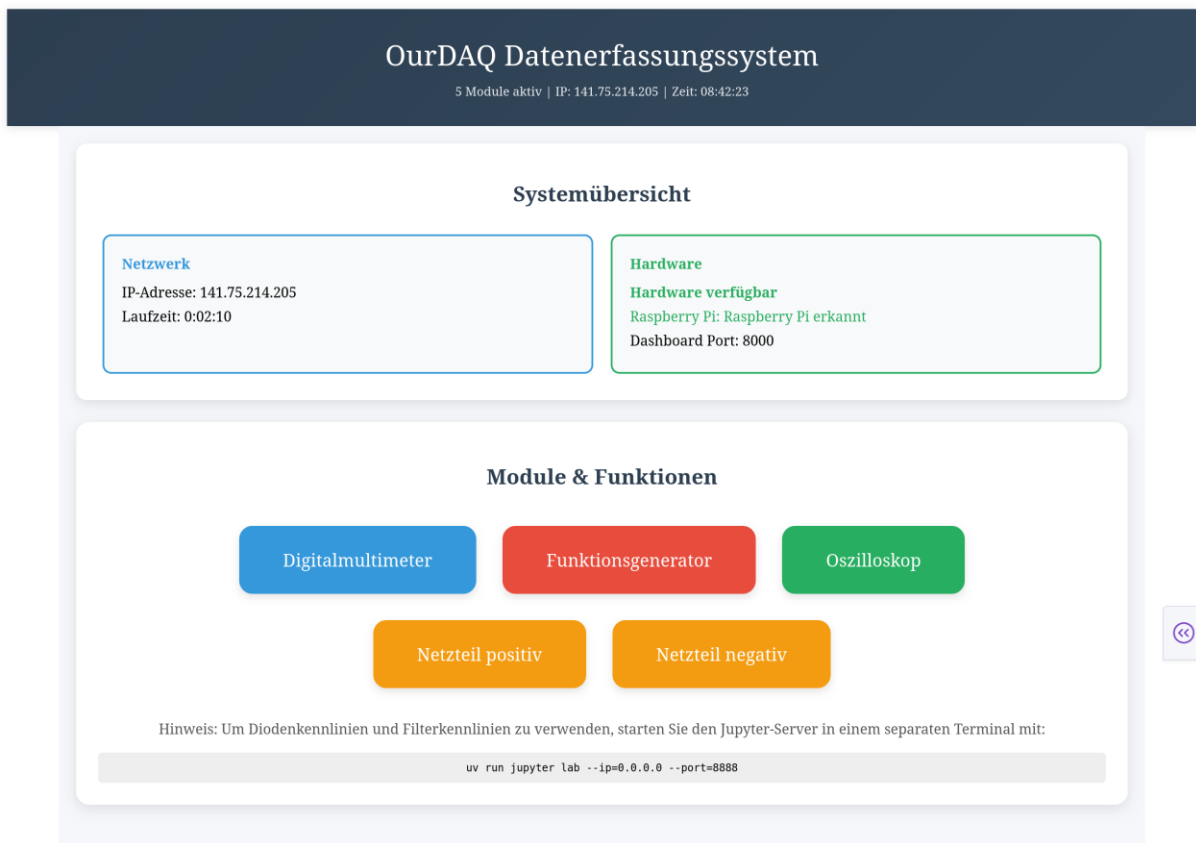 OurDAQ Datenerfassungssystem
5 Module aktiv | IP: 141.75.214.205 | Zeit: 08:42:23
Systemübersicht
Netzwerk
IP-Adresse: 141.75.214.205
Laufzeit: 0:02:10
Hardware
Hardware verfügbar
Raspberry Pi: Raspberry Pi erkannt
Dashboard Port: 8000
Module & Funktionen
Digitalmultimeter
Funktionsgenerator
Oszilloskop
Netzteil positiv
Netzteil negativ
Hinweis: Um Diodenkennlinien und Filterkennlinien zu verwenden, starten Sie den Jupyter-Server in einem separaten Terminal mit:
uv run jupyter lab --ip=0.0.0.0 --port=8888